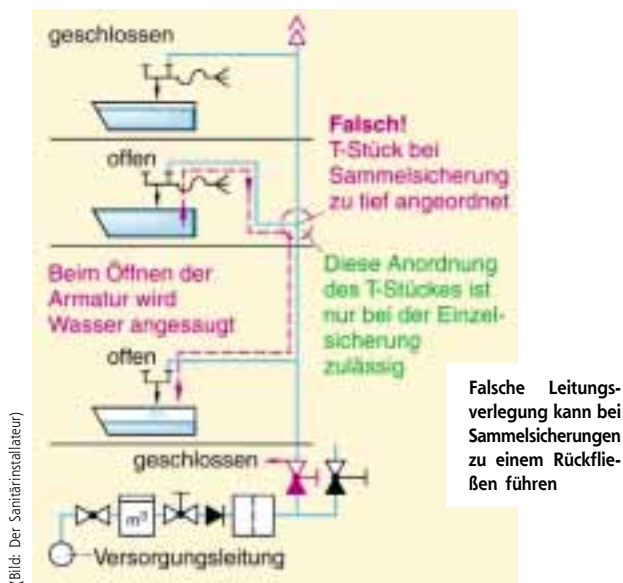 geschlossen
Falsch!
T-Stück bei
Sammelsicherung
zu tief angeordnet
offen
Beim Öffnen der
Armatur wird
Wasser angesaugt
Diese Anordnung
des T-Stückes ist
nur bei der Einzel-
sicherung
zulässig
offen
geschlossen
m³
Versorgungsleitung
Falsche Leitungs-
verlegung kann bei
Sammelsicherungen
zu einem Rückflie-
ßen führen
(Bild: Der Sanitärinstallateur)